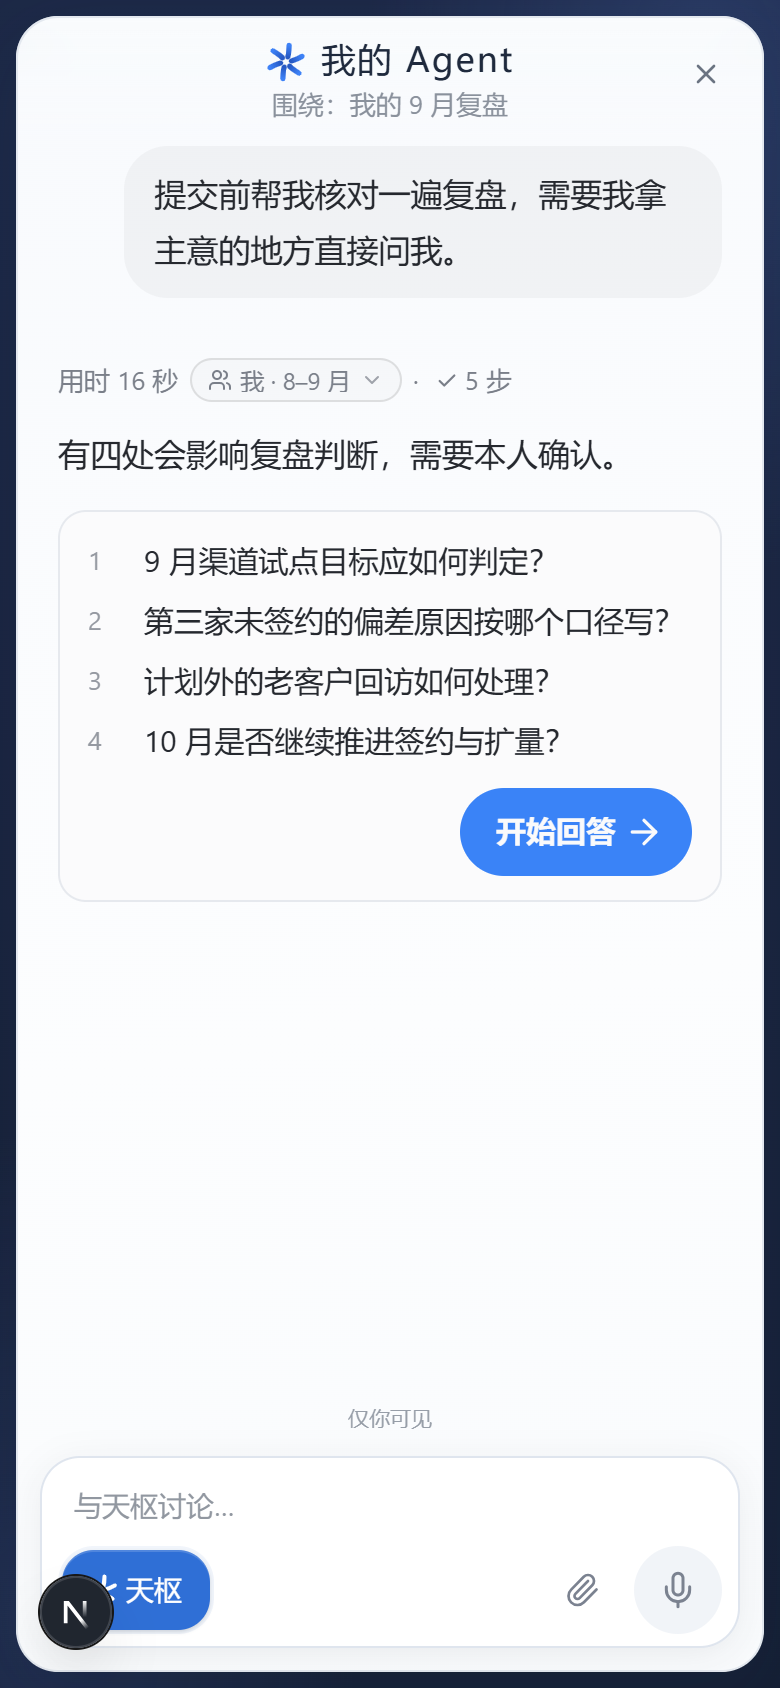 我的 Agent
围绕：我的 9 月复盘
提交前帮我核对一遍复盘，需要我拿
主意的地方直接问我。
用时 16 秒 我 · 8–9 月 · 5 步
有四处会影响复盘判断，需要本人确认。
1 9 月渠道试点目标应如何判定？
2 第三家未签约的偏差原因按哪个口径写？
3 计划外的老客户回访如何处理？
4 10 月是否继续推进签约与扩量？
开始回答
仅你可见
与天枢讨论...
天枢
N